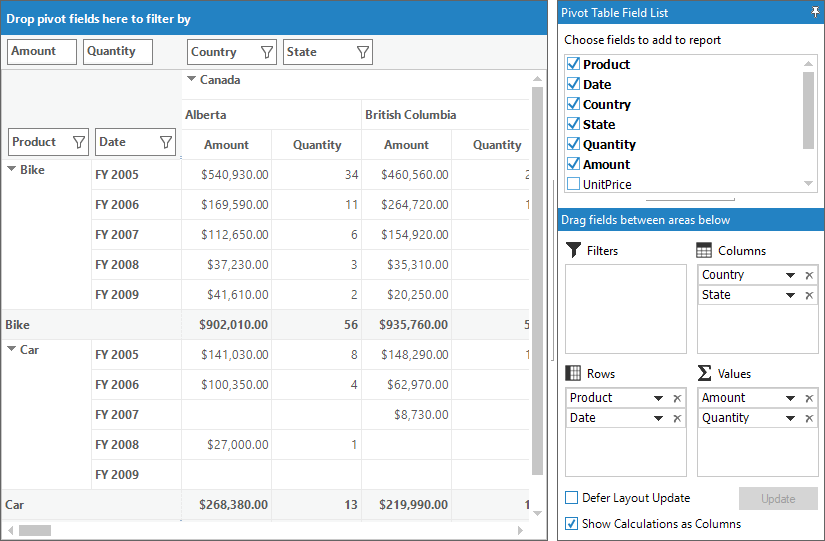 Drop pivot fields here to filter by
Amount Quantity Country State
Canada
Alberta British Columbia
Product Date Amount Quantity Amount Quantity
Bike FY 2005 $540,930.00 34 $460,560.00
FY 2006 $169,590.00 11 $264,720.00
FY 2007 $112,650.00 6 $154,920.00
FY 2008 $37,230.00 3 $35,310.00
FY 2009 $41,610.00 2 $20,250.00
Bike $902,010.00 56 $935,760.00
Car FY 2005 $141,030.00 8 $148,290.00
FY 2006 $100,350.00 4 $62,970.00
FY 2007 $8,730.00
FY 2008 $27,000.00 1
FY 2009
Car $268,380.00 13 $219,990.00
Pivot Table Field List
Choose fields to add to report
Product
Date
Country
State
Quantity
Amount
UnitPrice
Drag fields between areas below
Filters Columns
Country
State
Rows Values
Product Amount
Date Quantity
Defer Layout Update Update
Show Calculations as Columns